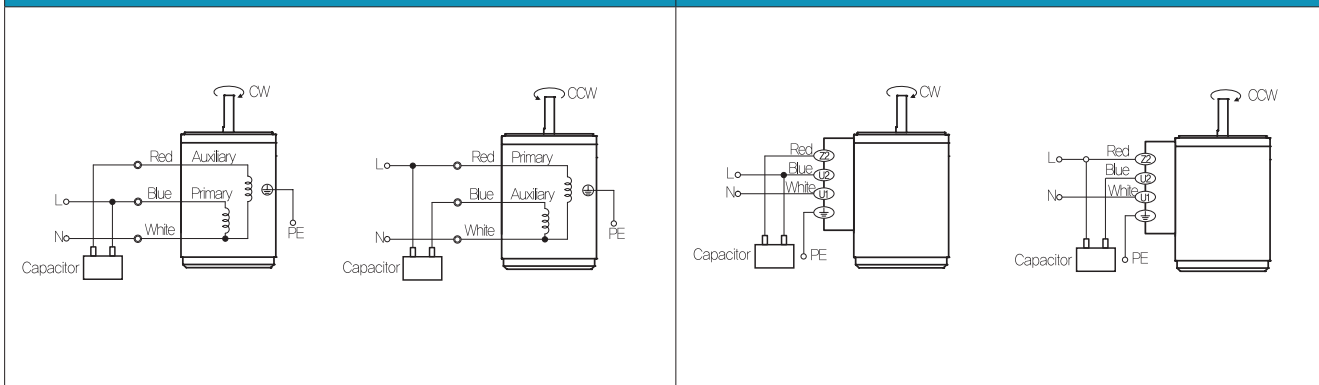 CW
Red Auxiliary
L Blue Primary
N White
PE
Capacitor
CCW
L Red Primary
Blue Auxiliary
N White
PE
Capacitor
CW
Red Z2
L Blue U2
N White U1
Capacitor PE
CCW
L Red Z2
Blue U2
N White U1
Capacitor PE